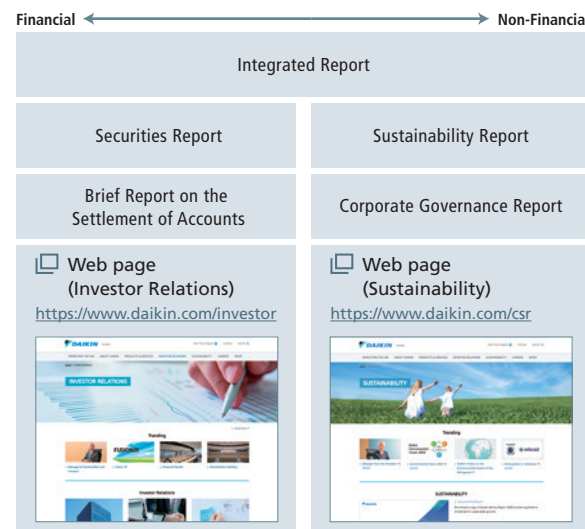 Financial
Non-Financia
Integrated Report
Securities Report
Sustainability Report
Brief Report on the
Settlement of Accounts
Corporate Governance Report
Web page
(Investor Relations)
https://www.daikin.com/investor
Web page
(Sustainability)
https://www.daikin.com/csr
DAIKIN
INVESTOR RELATIONS
Trending
FUSION
Investor Relations
DAIKIN
SUSTAINABILITY
Trending
SUSTAINABILITY